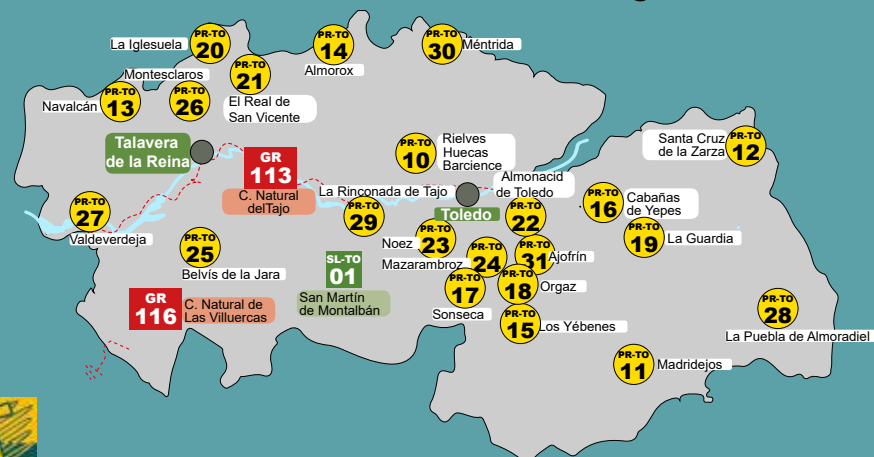 La Iglesuela
PR-TO
20
PR-TO
14
Almorox
PR-TO
30
Méntrida
Montesclaros
PR-TO
21
El Real de
San Vicente
Navalcán
PR-TO
13
PR-TO
26
Talavera
de la Reina
GR
113
C. Natural
delTajo
PR-TO
10
Rielves
Huecas
Barcience
Santa Cruz
de la Zarza
PR-TO
12
La Rinconada de Tajo
PR-TO
29
Toledo
Almonacid
de Toledo
PR-TO
22
PR-TO
16
Cabañas
de Yepes
PR-TO
27
Valdeverdeja
PR-TO
19
La Guardia
Noez
PR-TO
23
PR-TO
25
Belvís de la Jara
SL-TO
01
San Martín
de Montalbán
Mazarambroz
PR-TO
24
PR-TO
31
Ajofrín
PR-TO
17
Sonseca
PR-TO
18
Orgaz
GR
116
C. Natural de
Las Villuercas
PR-TO
15
Los Yébenes
PR-TO
28
La Puebla de Almoradiel
PR-TO
11
Madridejos